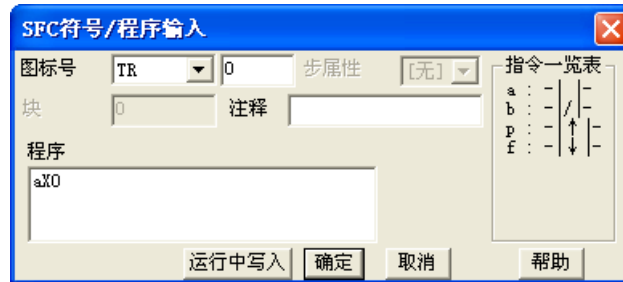 SFC符号/程序输入
图标号 TR 0 步属性 [无]
块 0 注释
程序
aX0
指令一览表
a : -| |-
b : -|/|-
p : -|↑|-
f : -|↓|-
运行中写入 确定 取消 帮助